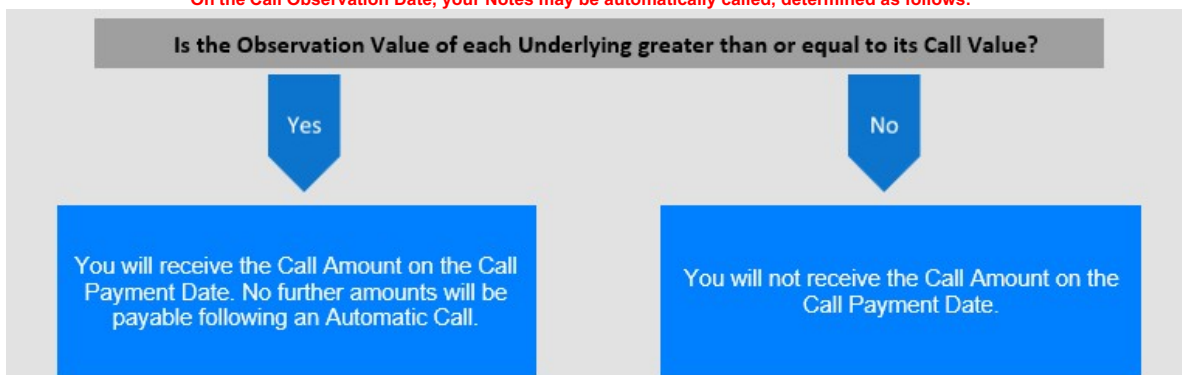 On the Call Observation Date, your Notes may be automatically called, determined as follows:
Is the Observation Value of each Underlying greater than or equal to its Call Value?
Yes
No
You will receive the Call Amount on the Call
Payment Date. No further amounts will be
payable following an Automatic Call.
You will not receive the Call Amount on the
Call Payment Date.